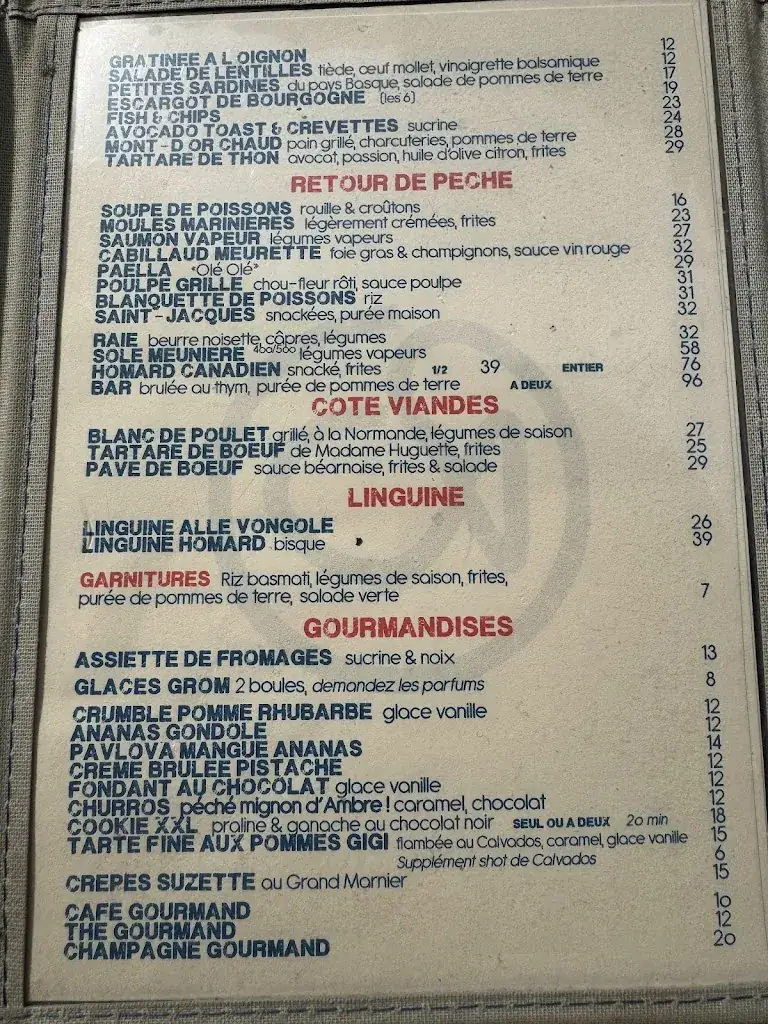 GRATINEE A L OIGNON 12
SALADE DE LENTILLES tiède, œuf mollet, vinaigrette balsamique 12
PETITES SARDINES du pays Basque, salade de pommes de terre 17
ESCARGOT DE BOURGOGNE (les 6) 19
FISH & CHIPS 23
AVOCADO TOAST & CREVETTES sucrine 24
MONT-D OR CHAUD pain grillé, charcuteries, pommes de terre 28
TARTARE DE THON avocat, passion, huile d'olive citron, frites 29
RETOUR DE PECHE
SOUPE DE POISSONS rouille & croûtons 16
MOULES MARINIERES légèrement crémées, frites 23
SAUMON VAPEUR légumes vapeurs 27
CABILLAUD MEURETTE foie gras & champignons, sauce vin rouge 32
PAELLA "Olé Olé" 29
POULPE GRILLE chou-fleur rôti, sauce poulpe 31
BLANQUETTE DE POISSONS riz 31
SAINT-JACQUES snackées, purée maison 32
RAIE beurre noisette câpres, légumes 32
SOLE MEUNIERE 400/500 légumes vapeurs 58
HOMARD CANADIEN snacké, frites 1/2 39 ENTIER 76
BAR brulée au thym, purée de pommes de terre A DEUX 96
COTE VIANDES
BLANC DE POULET grillé, à la Normande, légumes de saison 27
TARTARE DE BOEUF de Madame Huguette, frites 25
PAVE DE BOEUF sauce béarnaise, frites & salade 29
LINGUINE
LINGUINE ALLE VONGOLE 26
LINGUINE HOMARD bisque 39
GARNITURES Riz basmati, légumes de saison, frites,
purée de pommes de terre, salade verte 7
GOURMANDISES
ASSIETTE DE FROMAGES sucrine & noix 13
GLACES GROM 2 boules, demandez les parfums 8
CRUMBLE POMME RHUBARBE glace vanille 12
ANANAS GONDOLE 12
PAVLOVA MANGUE ANANAS 14
CREME BRULEE PISTACHE 12
FONDANT AU CHOCOLAT glace vanille 12
CHURROS péché mignon d'Ambre ! caramel, chocolat 12
COOKIE XXL praline & ganache au chocolat noir SEUL OU A DEUX 20 min 18
TARTE FINE AUX POMMES GIGI flambée au Calvados, caramel, glace vanille 15
Supplément shot de Calvados 6
CREPES SUZETTE au Grand Marnier 15
CAFE GOURMAND 10
THE GOURMAND 12
CHAMPAGNE GOURMAND 20